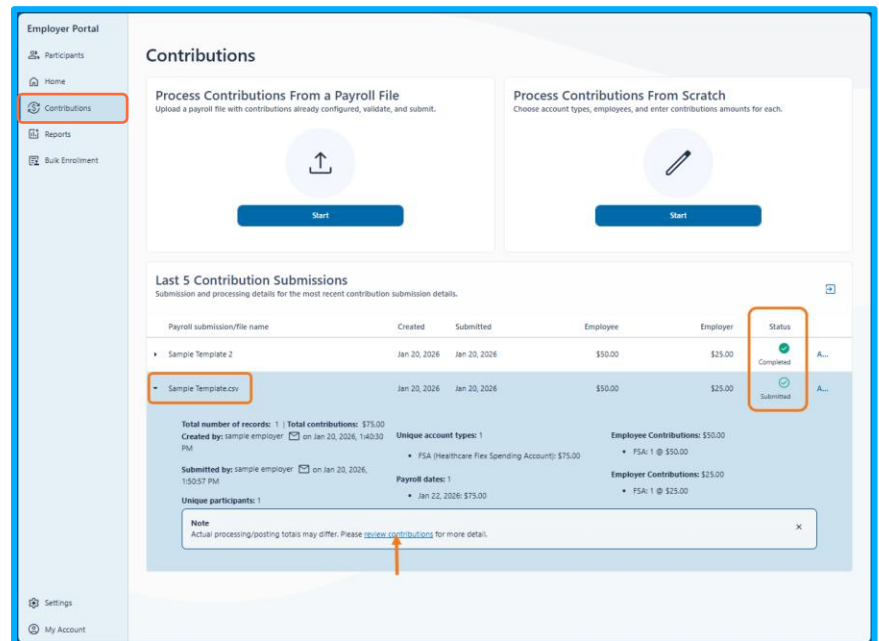 Employer Portal
Participants
Home
Contributions
Reports
Bulk Enrollment
Settings
My Account
Contributions
Process Contributions From a Payroll File
Upload a payroll file with contributions already configured, validate, and submit.
Start
Process Contributions From Scratch
Choose account types, employees, and enter contributions amounts for each.
Start
Last 5 Contribution Submissions
Submission and processing details for the most recent contribution submission details.
Payroll submission/file name Created Submitted Employee Employer Status
Sample Template 2 Jan 20, 2026 Jan 20, 2026 $50.00 $25.00 Completed A...
Sample Template.csv Jan 20, 2026 Jan 20, 2026 $50.00 $25.00 Submitted A...
Total number of records: 1 | Total contributions: $75.00
Created by: sample employer on Jan 20, 2026, 1:40:30
PM
Submitted by: sample employer on Jan 20, 2026,
1:50:57 PM
Unique participants: 1
Unique account types: 1
• FSA (Healthcare Flex Spending Account): $75.00
Payroll dates: 1
• Jan 22, 2026: $75.00
Employee Contributions: $50.00
• FSA: 1 @ $50.00
Employer Contributions: $25.00
• FSA: 1 @ $25.00
Note
Actual processing/posting totals may differ. Please review contributions for more detail.